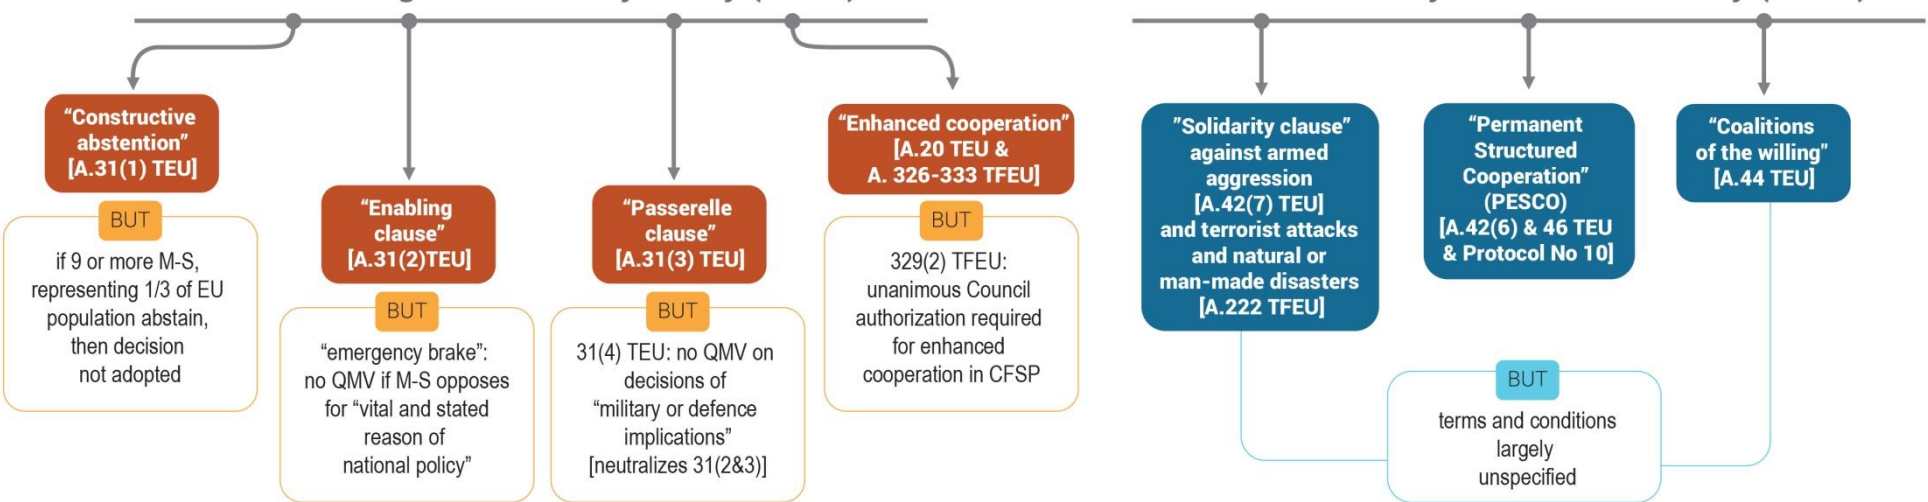 “Constructive
abstention”
[A.31(1) TEU]
BUT
if 9 or more M-S,
representing 1/3 of EU
population abstain,
then decision
not adopted
“Enabling
clause”
[A.31(2)TEU]
BUT
“emergency brake”:
no QMV if M-S opposes
for “vital and stated
reason of
national policy”
“Passerelle
clause”
[A.31(3) TEU]
BUT
31(4) TEU: no QMV on
decisions of
“military or defence
implications”
[neutralizes 31(2&3)]
“Enhanced cooperation”
[A.20 TEU &
A. 326-333 TFEU]
BUT
329(2) TFEU:
unanimous Council
authorization required
for enhanced
cooperation in CFSP
”Solidarity clause”
against armed
aggression
[A.42(7) TEU]
and terrorist attacks
and natural or
man-made disasters
[A.222 TFEU]
“Permanent
Structured
Cooperation”
(PESCO)
[A.42(6) & 46 TEU
& Protocol No 10]
“Coalitions
of the willing”
[A.44 TEU]
BUT
terms and conditions
largely
unspecified